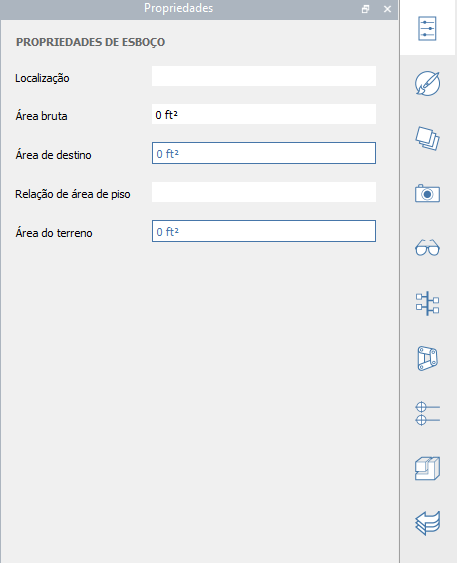 Propriedades
PROPRIEDADES DE ESBOÇO
Localização
Área bruta 0 ft²
Área de destino 0 ft²
Relação de área de piso
Área do terreno 0 ft²